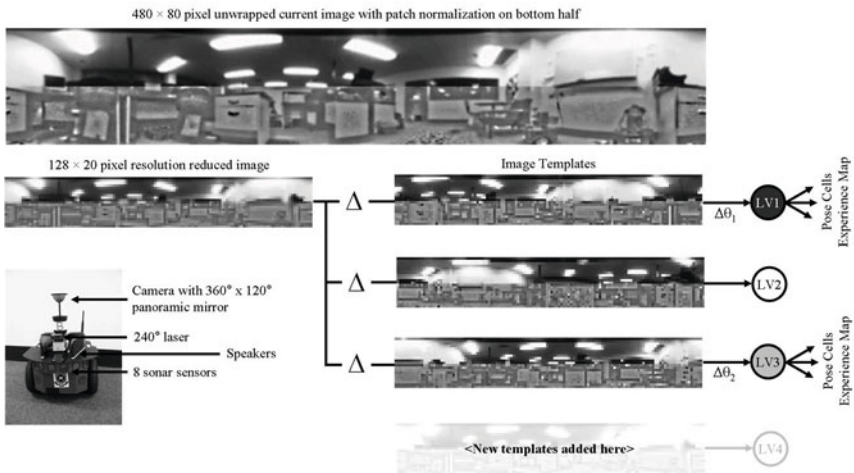 480 × 80 pixel unwrapped current image with patch normalization on bottom half
128 × 20 pixel resolution reduced image
Image Templates
Δ
Δθ1
LV1
Pose Cells
Experience Map
Δ
LV2
Camera with 360° x 120°
panoramic mirror
240° laser
Speakers
8 sonar sensors
Δ
Δθ2
LV3
Pose Cells
Experience Map
<New templates added here>
LV4